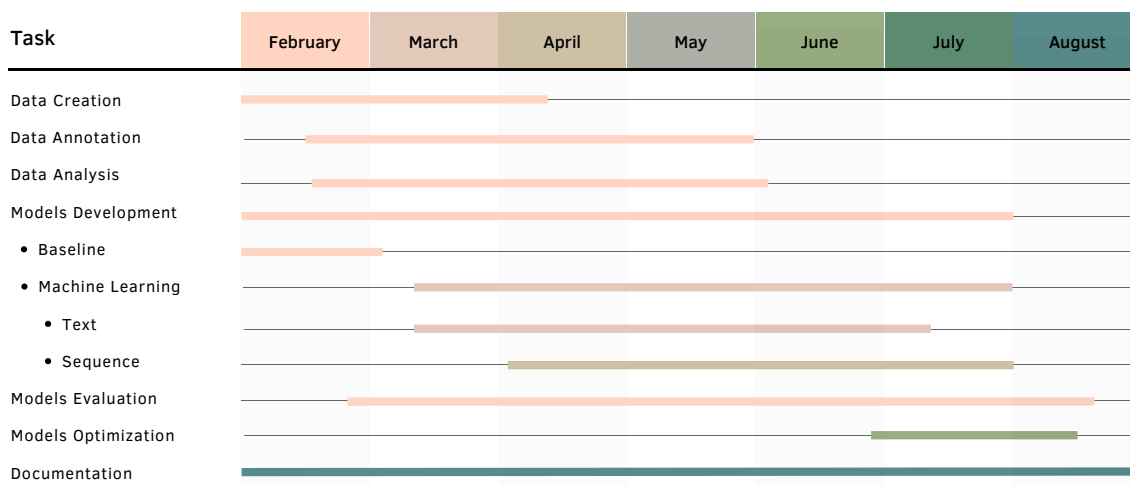 Task February March April May June July August
Data Creation
Data Annotation
Data Analysis
Models Development
• Baseline
• Machine Learning
• Text
• Sequence
Models Evaluation
Models Optimization
Documentation